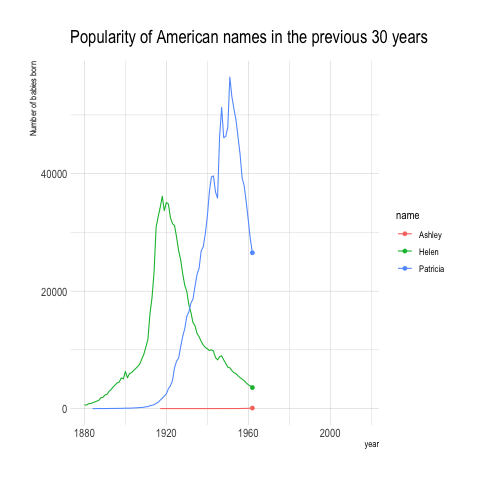 Popularity of American names in the previous 30 years
Number of babies born
40000
20000
0
1880
1920
1960
2000
year
name
Ashley
Helen
Patricia